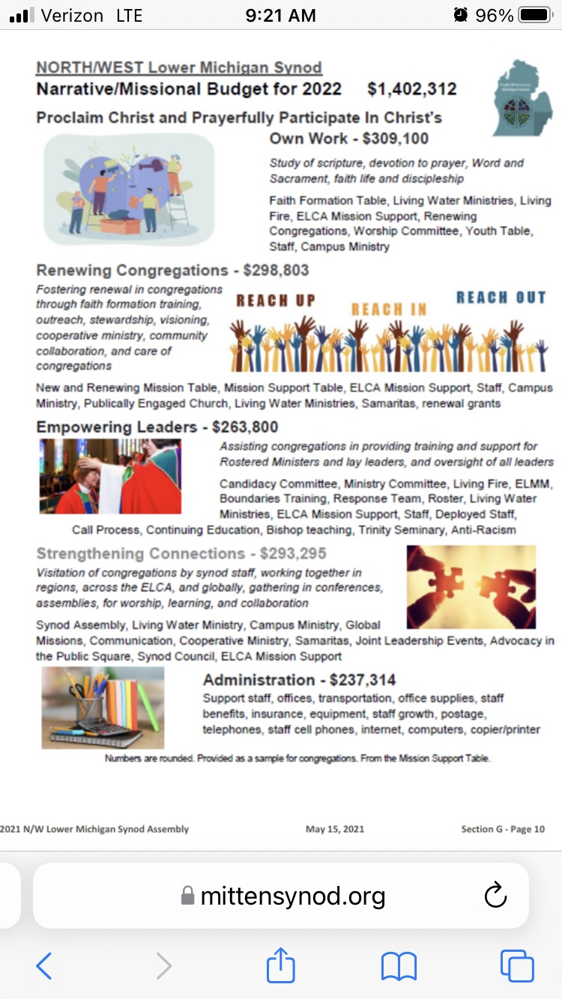 Verizon LTE 9:21 AM 96%
NORTH/WEST Lower Michigan Synod
Narrative/Missional Budget for 2022 $1,402,312
Proclaim Christ and Prayerfully Participate In Christ's
Own Work - $309,100
Study of scripture, devotion to prayer, Word and
Sacrament, faith life and discipleship
Faith Formation Table, Living Water Ministries, Living
Fire, ELCA Mission Support, Renewing
Congregations, Worship Committee, Youth Table,
Staff, Campus Ministry
Renewing Congregations - $298,803
Fostering renewal in congregations
through faith formation training,
outreach, stewardship, visioning,
cooperative ministry, community
collaboration, and care of
congregations
REACH UP
REACH IN
REACH OUT
New and Renewing Mission Table, Mission Support Table, ELCA Mission Support, Staff, Campus
Ministry, Publically Engaged Church, Living Water Ministries, Samaritas, renewal grants
Empowering Leaders - $263,800
Assisting congregations in providing training and support for
Rostered Ministers and lay leaders, and oversight of all leaders
Candidacy Committee, Ministry Committee, Living Fire, ELMM,
Boundaries Training, Response Team, Roster, Living Water
Ministries, ELCA Mission Support, Staff, Deployed Staff,
Call Process, Continuing Education, Bishop teaching, Trinity Seminary, Anti-Racism
Strengthening Connections - $293,295
Visitation of congregations by synod staff, working together in
regions, across the ELCA, and globally, gathering in conferences,
assemblies, for worship, learning, and collaboration
Synod Assembly, Living Water Ministry, Campus Ministry, Global
Missions, Communication, Cooperative Ministry, Samaritas, Joint Leadership Events, Advocacy in
the Public Square, Synod Council, ELCA Mission Support
Administration - $237,314
Support staff, offices, transportation, office supplies, staff
benefits, insurance, equipment, staff growth, postage,
telephones, staff cell phones, internet, computers, copier/printer
Numbers are rounded. Provided as a sample for congregations. From the Mission Support Table.
2021 N/W Lower Michigan Synod Assembly May 15, 2021 Section G - Page 10
mittensynod.org